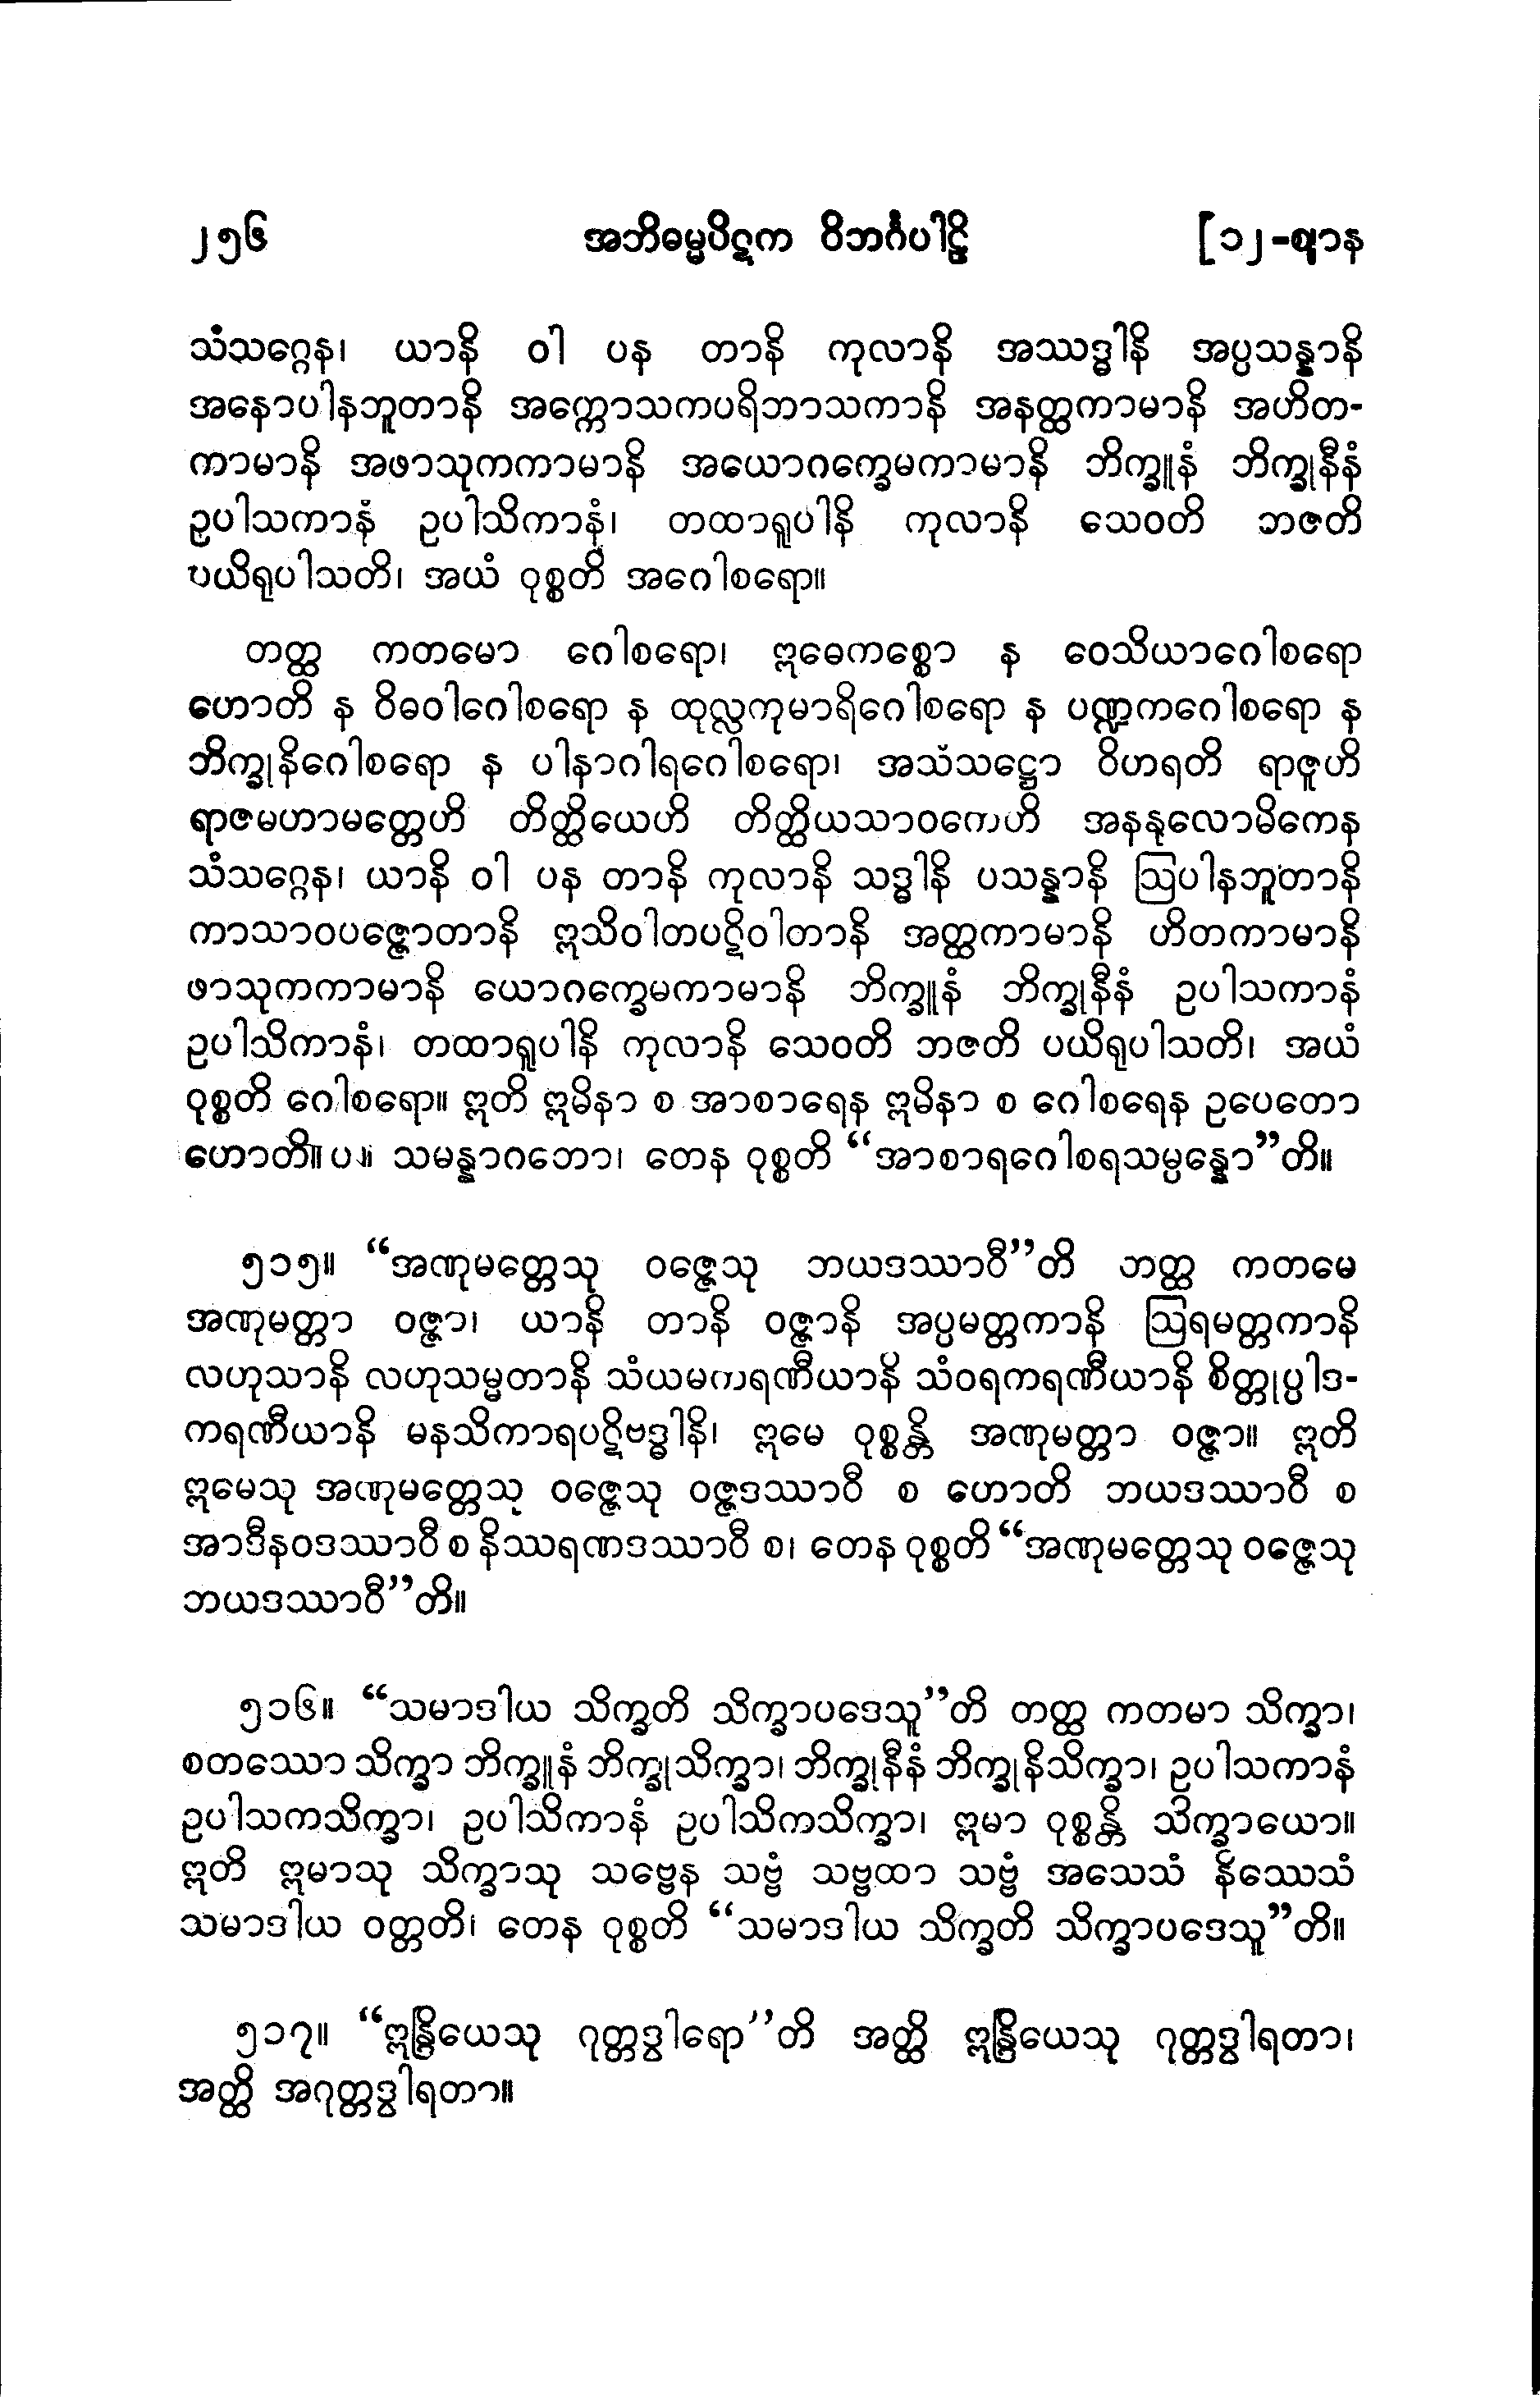 ၂၅၆ အဘိဓမ္မပိဋက ဝိဘင်္ဂပါဠိ [၁၂-ဈာန
သံသဂ္ဂေန၊ ယာနိ ဝါ ပန တာနိ ကုလာနိ အဿဒ္ဓါနိ အပ္ပသန္နာနိ
အနောပါနဘူတာနိ အက္ကောသကပရိဘာသကာနိ အနတ္ထကာမာနိ အဟိတ-
ကာမာနိ အဖာသုကကာမာနိ အယောဂက္ခေမကာမာနိ ဘိက္ခူနံ ဘိက္ခုနီနံ
ဥပါသကာနံ ဥပါသိကာနံ၊ တထာရူပါနိ ကုလာနိ သေဝတိ ဘဇတိ
ပယိရုပါသတိ၊ အယံ ဝုစ္စတိ အဂေါစရော။
တတ္ထ ကတမော ဂေါစရော၊ ဣဓေကစ္စော န ဝေသိယာဂေါစရော
ဟောတိ န ဝိဓဝါဂေါစရော န ထုလ္လကုမာရိဂေါစရော န ပဏ္ဍကဂေါစရော န
ဘိက္ခုနိဂေါစရော န ပါနာဂါရဂေါစရော၊ အသံသဋ္ဌော ဝိဟရတိ ရာဇူဟိ
ရာဇမဟာမတ္တေဟိ တိတ္ထိယေဟိ တိတ္ထိယသာဝကေဟိ အနနုလောမိကေန
သံသဂ္ဂေန၊ ယာနိ ဝါ ပန တာနိ ကုလာနိ သဒ္ဓါနိ ပသန္နာနိ ဩပါနဘူတာနိ
ကာသာဝပဇ္ဇောတာနိ ဣသိဝါတပဋိဝါတာနိ အတ္ထကာမာနိ ဟိတကာမာနိ
ဖာသုကကာမာနိ ယောဂက္ခေမကာမာနိ ဘိက္ခူနံ ဘိက္ခုနီနံ ဥပါသကာနံ
ဥပါသိကာနံ၊ တထာရူပါနိ ကုလာနိ သေဝတိ ဘဇတိ ပယိရုပါသတိ၊ အယံ
ဝုစ္စတိ ဂေါစရော။ ဣတိ ဣမိနာ စ အာစာရေန ဣမိနာ စ ဂေါစရေန ဥပေတော
ဟောတိ။ ပ။ သမန္နာဂတော၊ တေန ဝုစ္စတိ “အာစာရဂေါစရသမ္ပန္နော”တိ။
၅၁၅။ “အဏုမတ္တေသု ဝဇ္ဇေသု ဘယဒဿာဝီ”တိ တတ္ထ ကတမေ
အဏုမတ္တာ ဝဇ္ဇာ၊ ယာနိ တာနိ ဝဇ္ဇာနိ အပ္ပမတ္တကာနိ ဩရမတ္တကာနိ
လဟုသာနိ လဟုသမ္မတာနိ သံယမကရဏီယာနိ သံဝရကရဏီယာနိ စိတ္တုပ္ပါဒ-
ကရဏီယာနိ မနသိကာရပဋိဗဒ္ဓါနိ၊ ဣမေ ဝုစ္စန္တိ အဏုမတ္တာ ဝဇ္ဇာ။ ဣတိ
ဣမေသု အဏုမတ္တေသု ဝဇ္ဇေသု ဝဇ္ဇဒဿာဝီ စ ဟောတိ ဘယဒဿာဝီ စ
အာဒီနဝဒဿာဝီ စ နိဿရဏဒဿာဝီ စ၊ တေန ဝုစ္စတိ “အဏုမတ္တေသု ဝဇ္ဇေသု
ဘယဒဿာဝီ”တိ။
၅၁၆။ “သမာဒါယ သိက္ခတိ သိက္ခာပဒေသူ”တိ တတ္ထ ကတမာ သိက္ခာ၊
စတဿော သိက္ခာ ဘိက္ခူနံ ဘိက္ခုသိက္ခာ၊ ဘိက္ခုနီနံ ဘိက္ခုနိသိက္ခာ၊ ဥပါသကာနံ
ဥပါသကသိက္ခာ၊ ဥပါသိကာနံ ဥပါသိကသိက္ခာ၊ ဣမာ ဝုစ္စန္တိ သိက္ခာယော။
ဣတိ ဣမာသု သိက္ခာသု သဗ္ဗေန သဗ္ဗံ သဗ္ဗထာ သဗ္ဗံ အသေသံ နိဿေသံ
သမာဒါယ ဝတ္တတိ၊ တေန ဝုစ္စတိ “သမာဒါယ သိက္ခတိ သိက္ခာပဒေသူ”တိ။
၅၁၇။ “ဣန္ဒြိယေသု ဂုတ္တဒွါရော”တိ အတ္ထိ ဣန္ဒြိယေသု ဂုတ္တဒွါရတာ၊
အတ္ထိ အဂုတ္တဒွါရတာ။